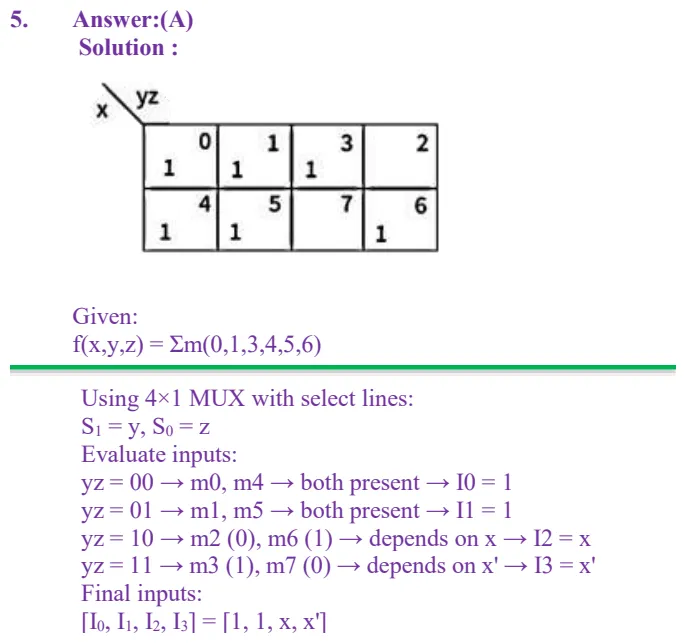 5. Answer:(A)
Solution :
x yz
0 1 3 2
1 1 1
4 5 7 6
1 1 1
Given:
f(x,y,z) = Σm(0,1,3,4,5,6)
Using 4×1 MUX with select lines:
S₁ = y, S₀ = z
Evaluate inputs:
yz = 00 → m0, m4 → both present → I0 = 1
yz = 01 → m1, m5 → both present → I1 = 1
yz = 10 → m2 (0), m6 (1) → depends on x → I2 = x
yz = 11 → m3 (1), m7 (0) → depends on x' → I3 = x'
Final inputs:
[I₀, I₁, I₂, I₃] = [1, 1, x, x']